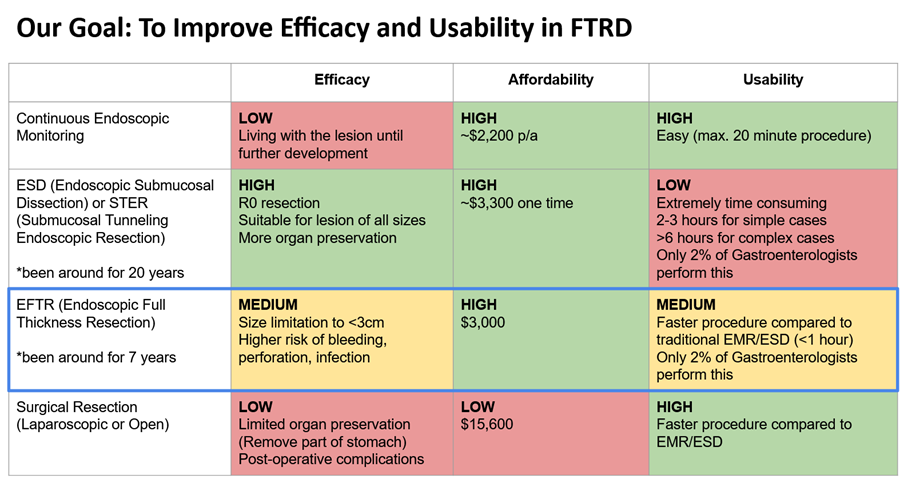 Our Goal: To Improve Efficacy and Usability in FTRD
Efficacy
Affordability
Usability
Continuous Endoscopic
Monitoring
LOW
Living with the lesion until
further development
HIGH
~$2,200 p/a
HIGH
Easy (max. 20 minute procedure)
ESD (Endoscopic Submucosal
Dissection) or STER
(Submucosal Tunneling
Endoscopic Resection)
*been around for 20 years
HIGH
R0 resection
Suitable for lesion of all sizes
More organ preservation
HIGH
~$3,300 one time
LOW
Extremely time consuming
2-3 hours for simple cases
>6 hours for complex cases
Only 2% of Gastroenterologists
perform this
EFTR (Endoscopic Full
Thickness Resection)
*been around for 7 years
MEDIUM
Size limitation to <3cm
Higher risk of bleeding,
perforation, infection
HIGH
$3,000
MEDIUM
Faster procedure compared to
traditional EMR/ESD (<1 hour)
Only 2% of Gastroenterologists
perform this
Surgical Resection
(Laparoscopic or Open)
LOW
Limited organ preservation
(Remove part of stomach)
Post-operative complications
LOW
$15,600
HIGH
Faster procedure compared to
EMR/ESD